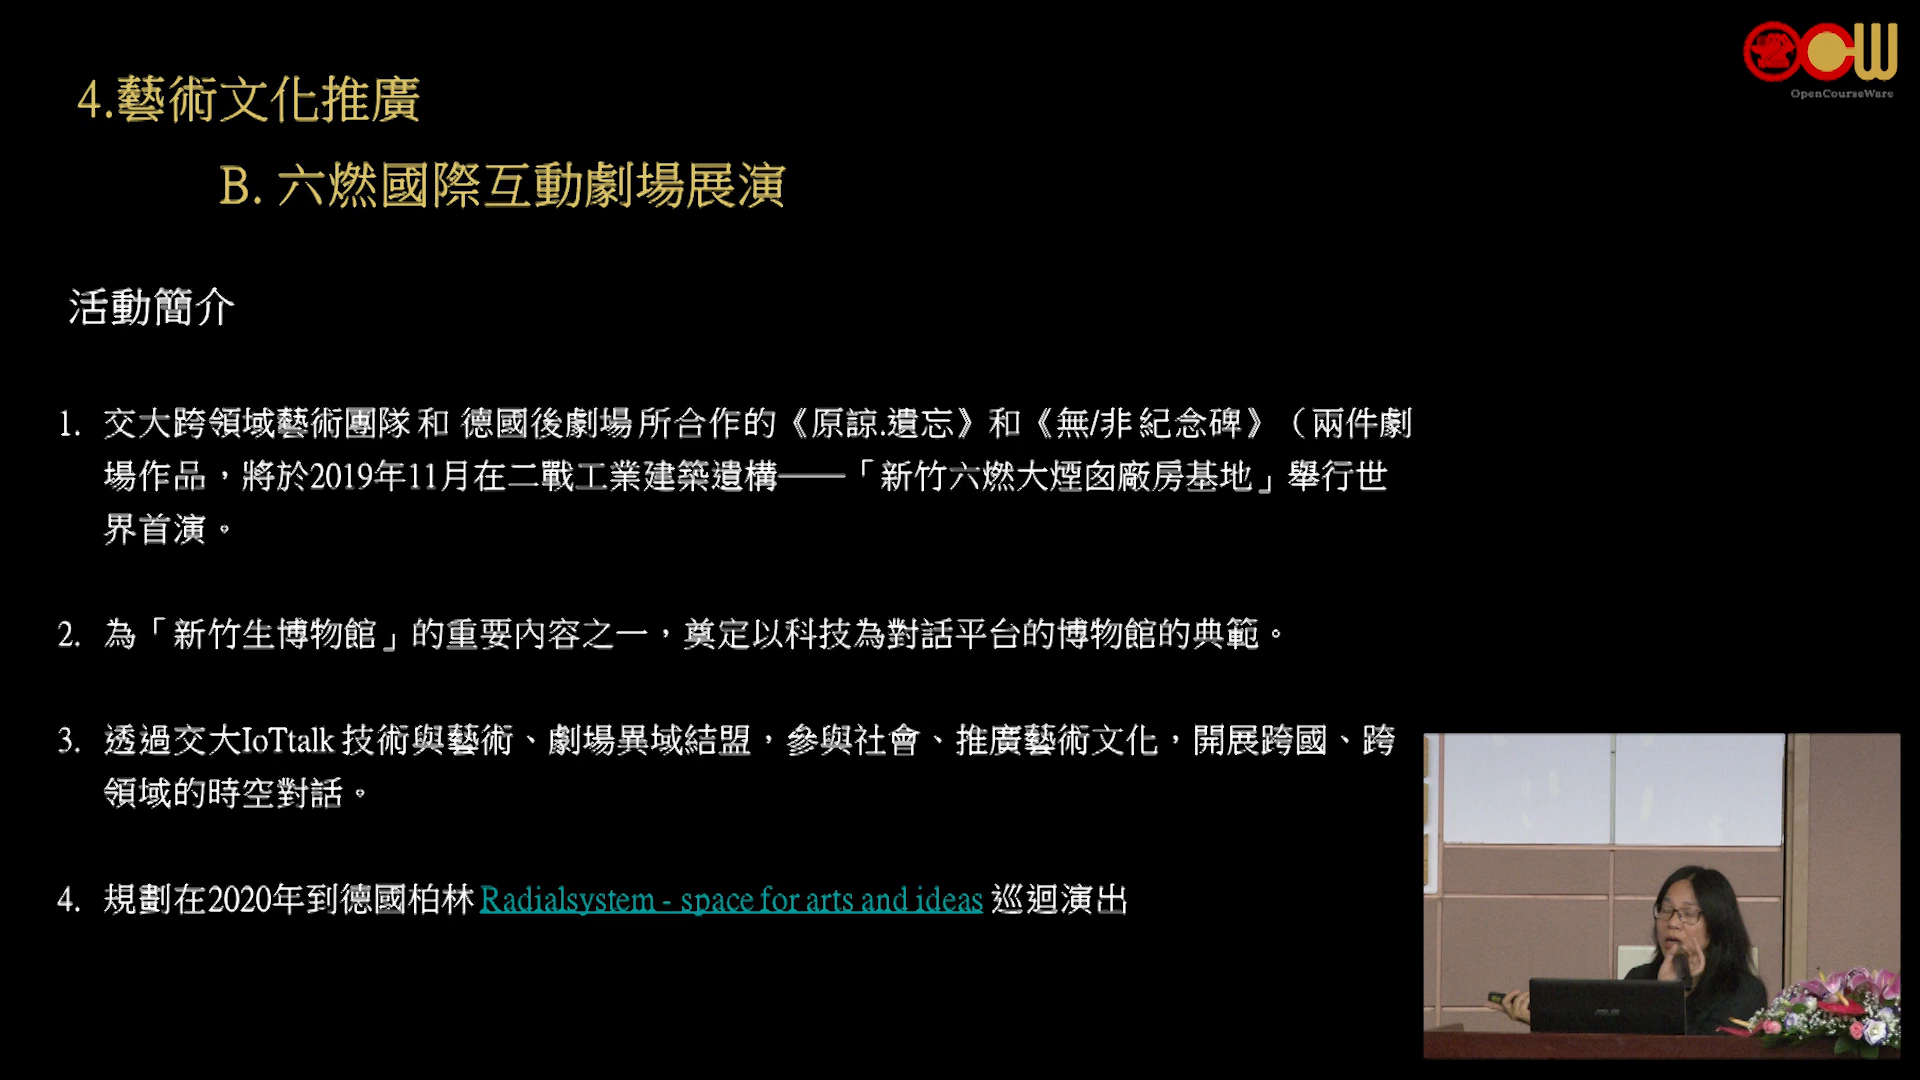 4.藝術文化推廣
B. 六燃國際互動劇場展演
OpenCourseWare
活動簡介
1. 交大跨領域藝術團隊 和 德國後劇場 所合作的《原諒.遺忘》和《無/非 紀念碑》（兩件劇
場作品，將於2019年11月在二戰工業建築遺構——「新竹六燃大煙囪廠房基地」舉行世
界首演。
2. 為「新竹生博物館」的重要內容之一，奠定以科技為對話平台的博物館的典範。
3. 透過交大IoTtalk 技術與藝術、劇場異域結盟，參與社會、推廣藝術文化，開展跨國、跨
領域的時空對話。
4. 規劃在2020年到德國柏林 Radialsystem - space for arts and ideas 巡迴演出
ASUS